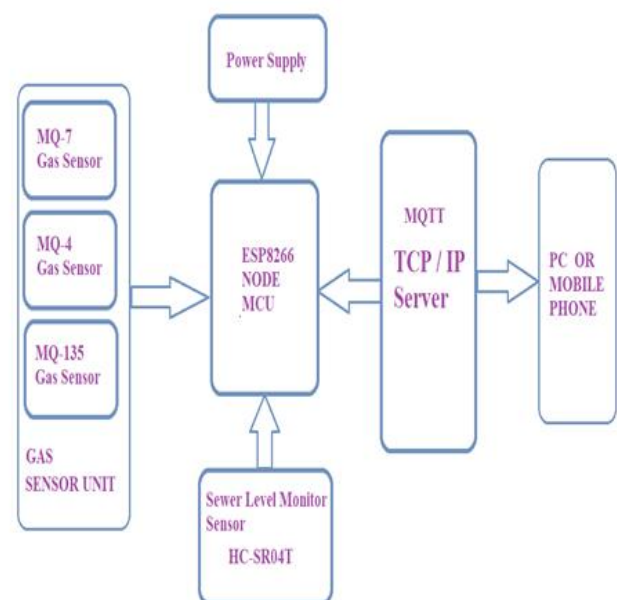 Power Supply
MQ-7
Gas Sensor
MQ-4
Gas Sensor
MQ-135
Gas Sensor
GAS
SENSOR UNIT
ESP8266
NODE
MCU
Sewer Level Monitor
Sensor
HC-SR04T
MQTT
TCP / IP
Server
PC OR
MOBILE
PHONE